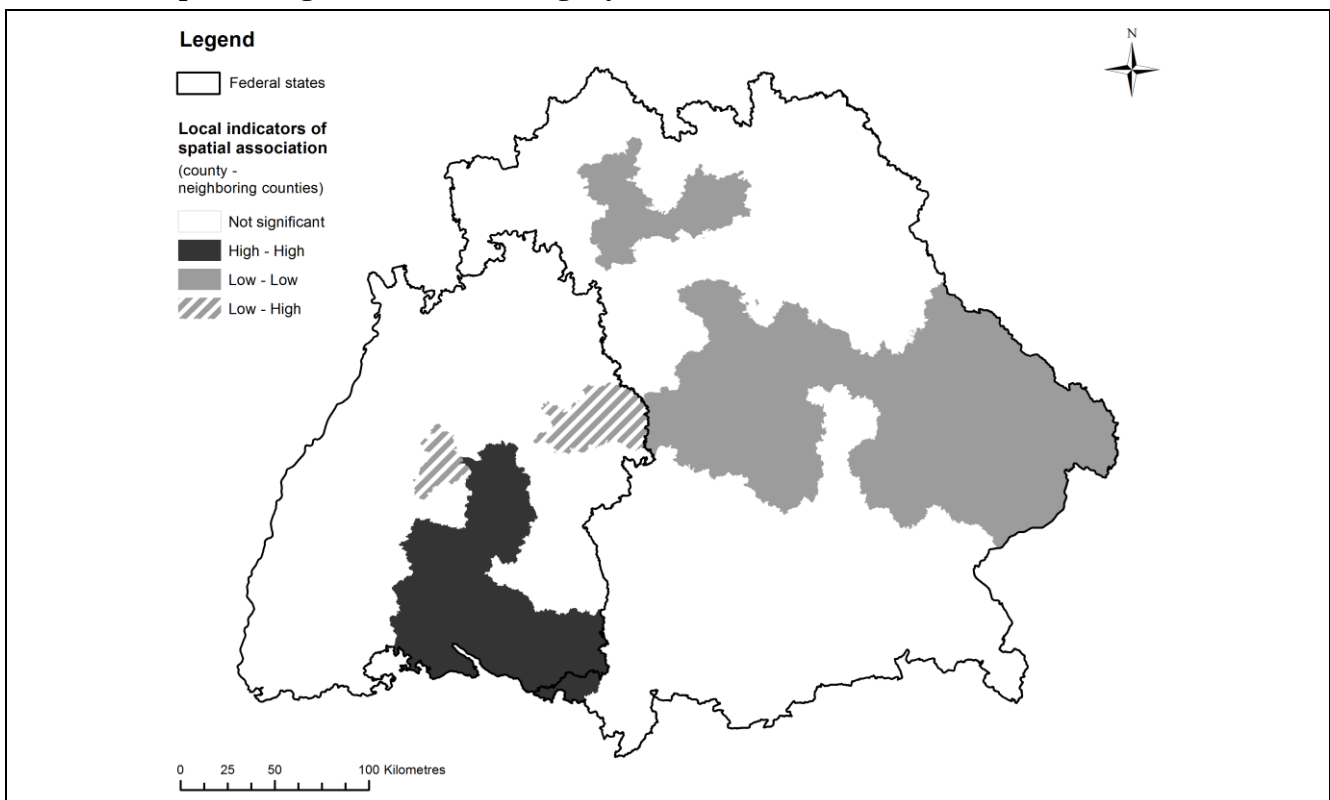 Legend
N
Federal states
Local indicators of
spatial association
(county -
neighboring counties)
Not significant
High - High
Low - Low
Low - High
0 25 50 100 Kilometres